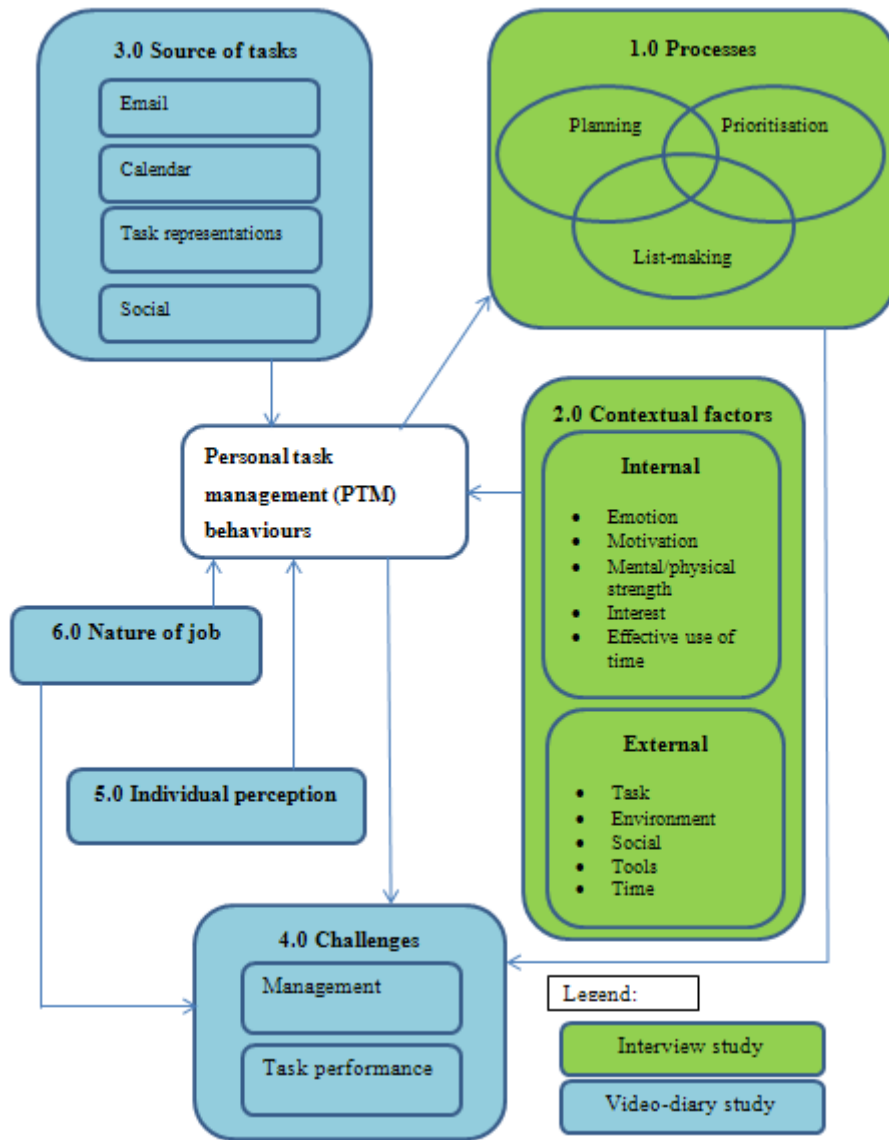 3.0 Source of tasks
Email
Calendar
Task representations
Social
1.0 Processes
Planning
Prioritisation
List-making
Personal task
management (PTM)
behaviours
2.0 Contextual factors
Internal
• Emotion
• Motivation
• Mental/physical
strength
• Interest
• Effective use of
time
External
• Task
• Environment
• Social
• Tools
• Time
6.0 Nature of job
5.0 Individual perception
4.0 Challenges
Management
Task performance
Legend:
Interview study
Video-diary study